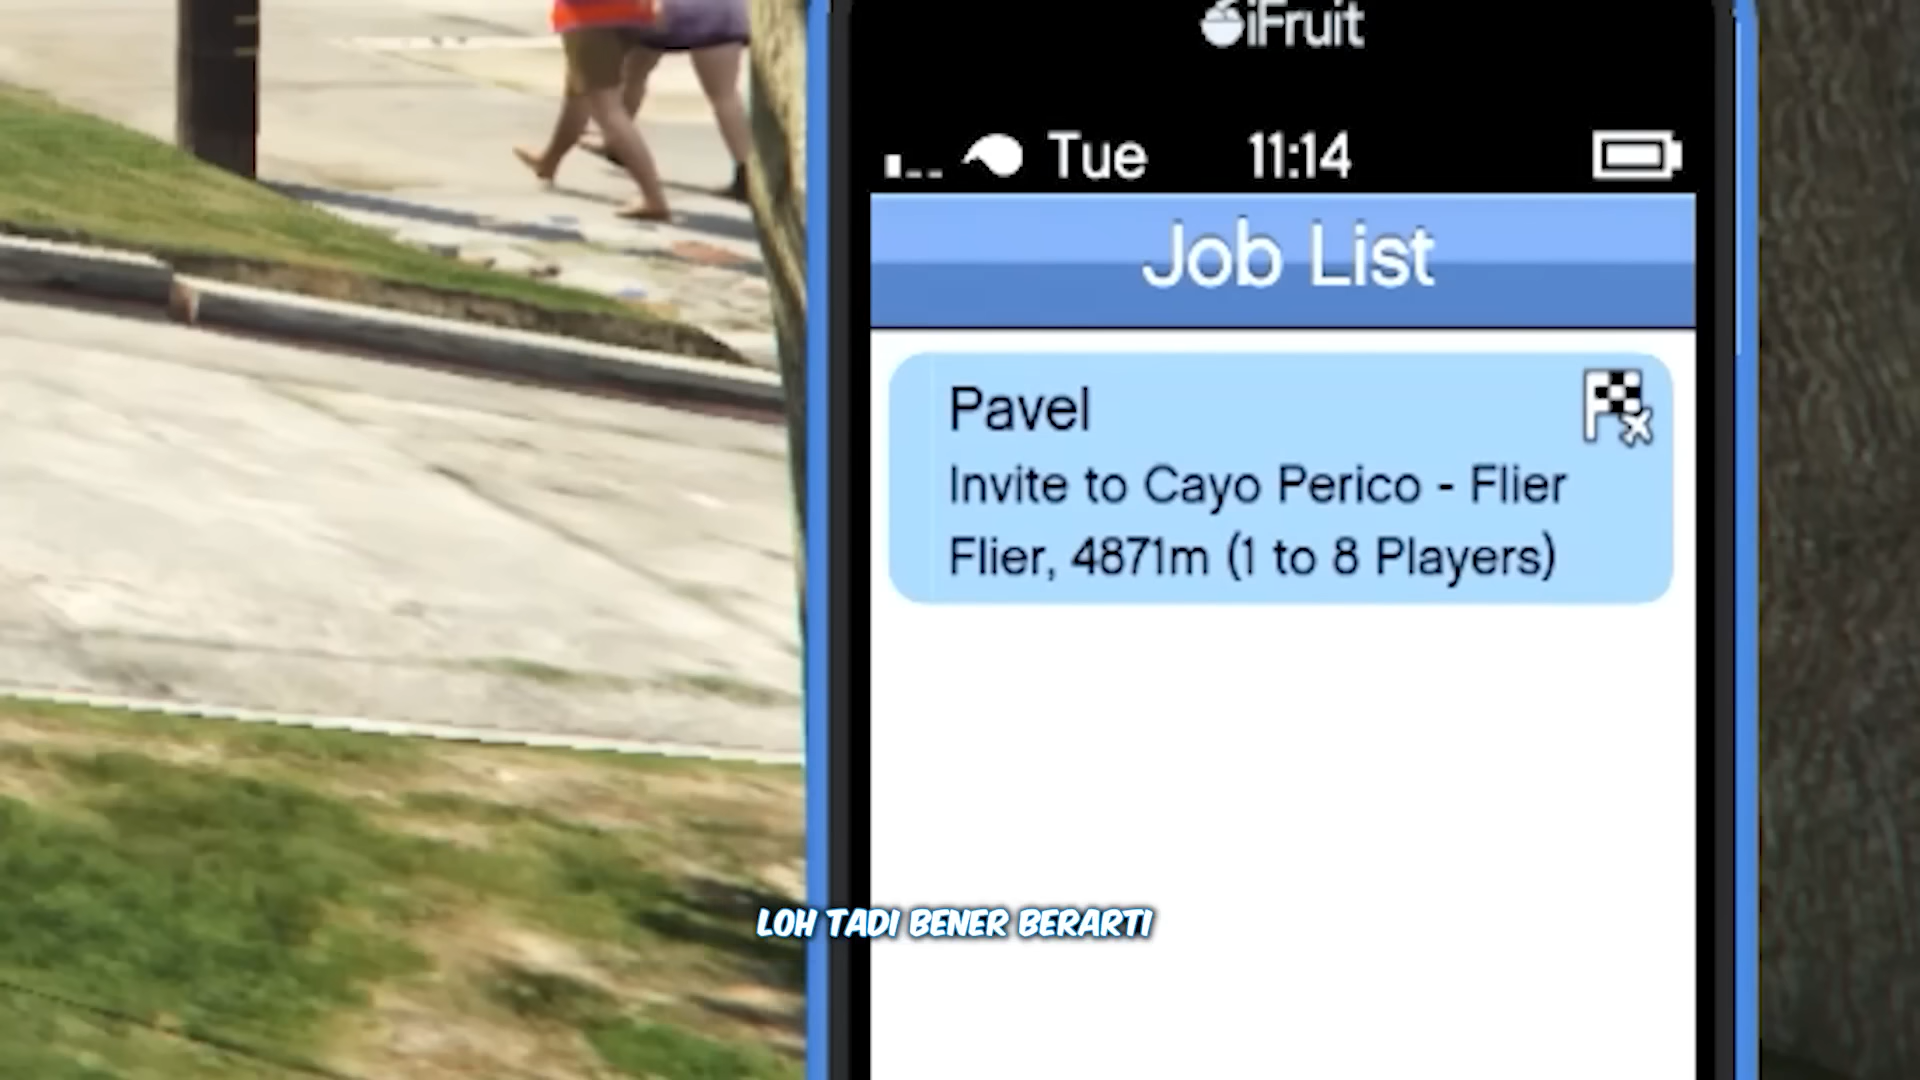 iFruit
Tue 11:14
Job List
Pavel
Invite to Cayo Perico - Flier
Flier, 4871m (1 to 8 Players)
LOH TADI BENER BERARTI